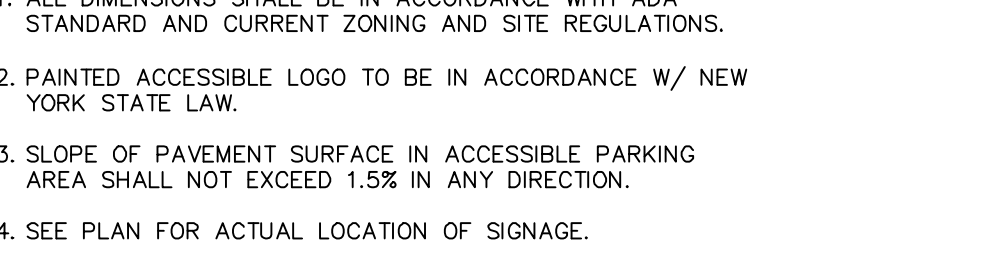 1. ALL DIMENSIONS SHALL BE IN ACCORDANCE WITH ADA
STANDARD AND CURRENT ZONING AND SITE REGULATIONS.
2. PAINTED ACCESSIBLE LOGO TO BE IN ACCORDANCE W/ NEW
YORK STATE LAW.
3. SLOPE OF PAVEMENT SURFACE IN ACCESSIBLE PARKING
AREA SHALL NOT EXCEED 1.5% IN ANY DIRECTION.
4. SEE PLAN FOR ACTUAL LOCATION OF SIGNAGE.